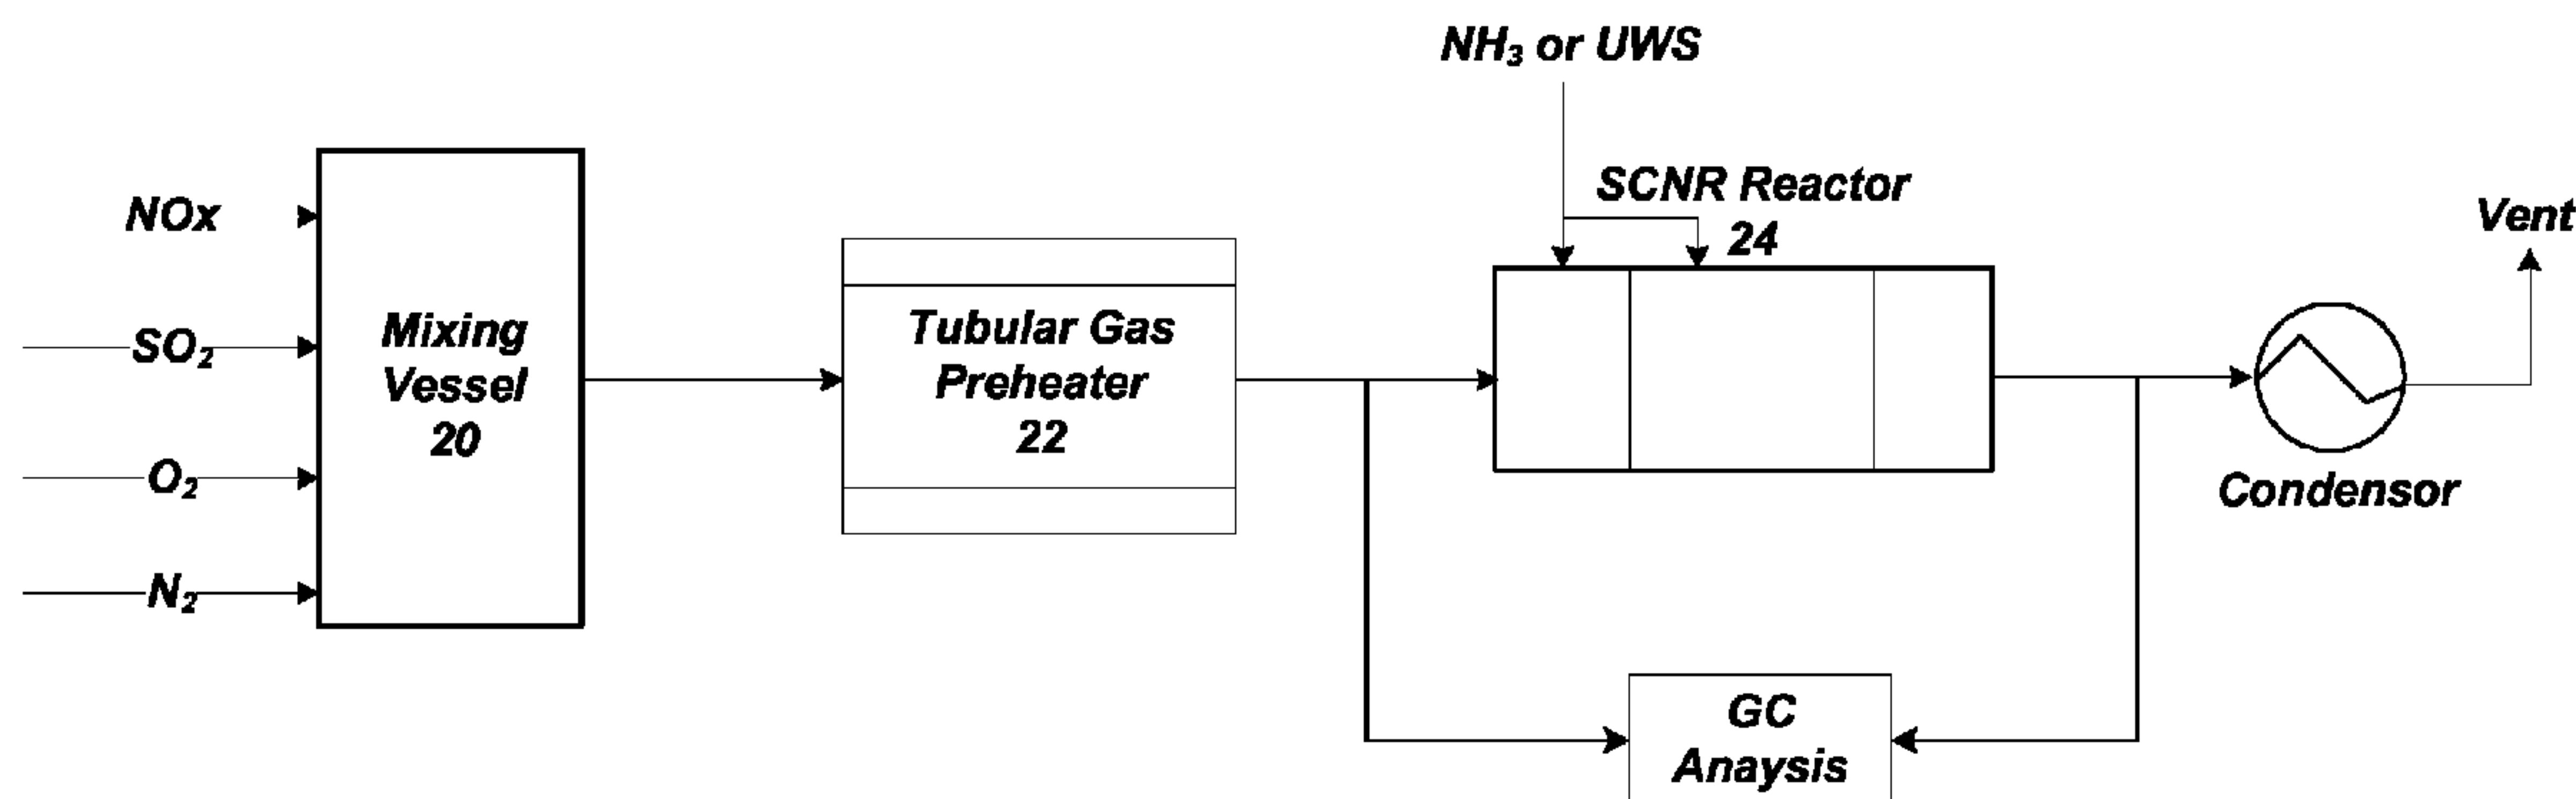 NH₃ or UWS
SCNR Reactor
24
NOx
SO₂
O₂
N₂
Mixing
Vessel
20
Tubular Gas
Preheater
22
Vent
Condensor
GC
Anaysis